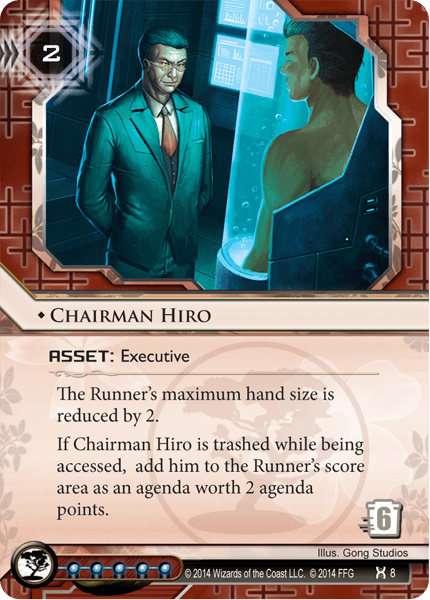 2
◆ CHAIRMAN HIRO
ASSET: Executive
The Runner's maximum hand size is
reduced by 2.
If Chairman Hiro is trashed while being
accessed, add him to the Runner's score
area as an agenda worth 2 agenda
points.
6
Illus. Gong Studios
© 2014 Wizards of the Coast LLC. © 2014 FFG 8